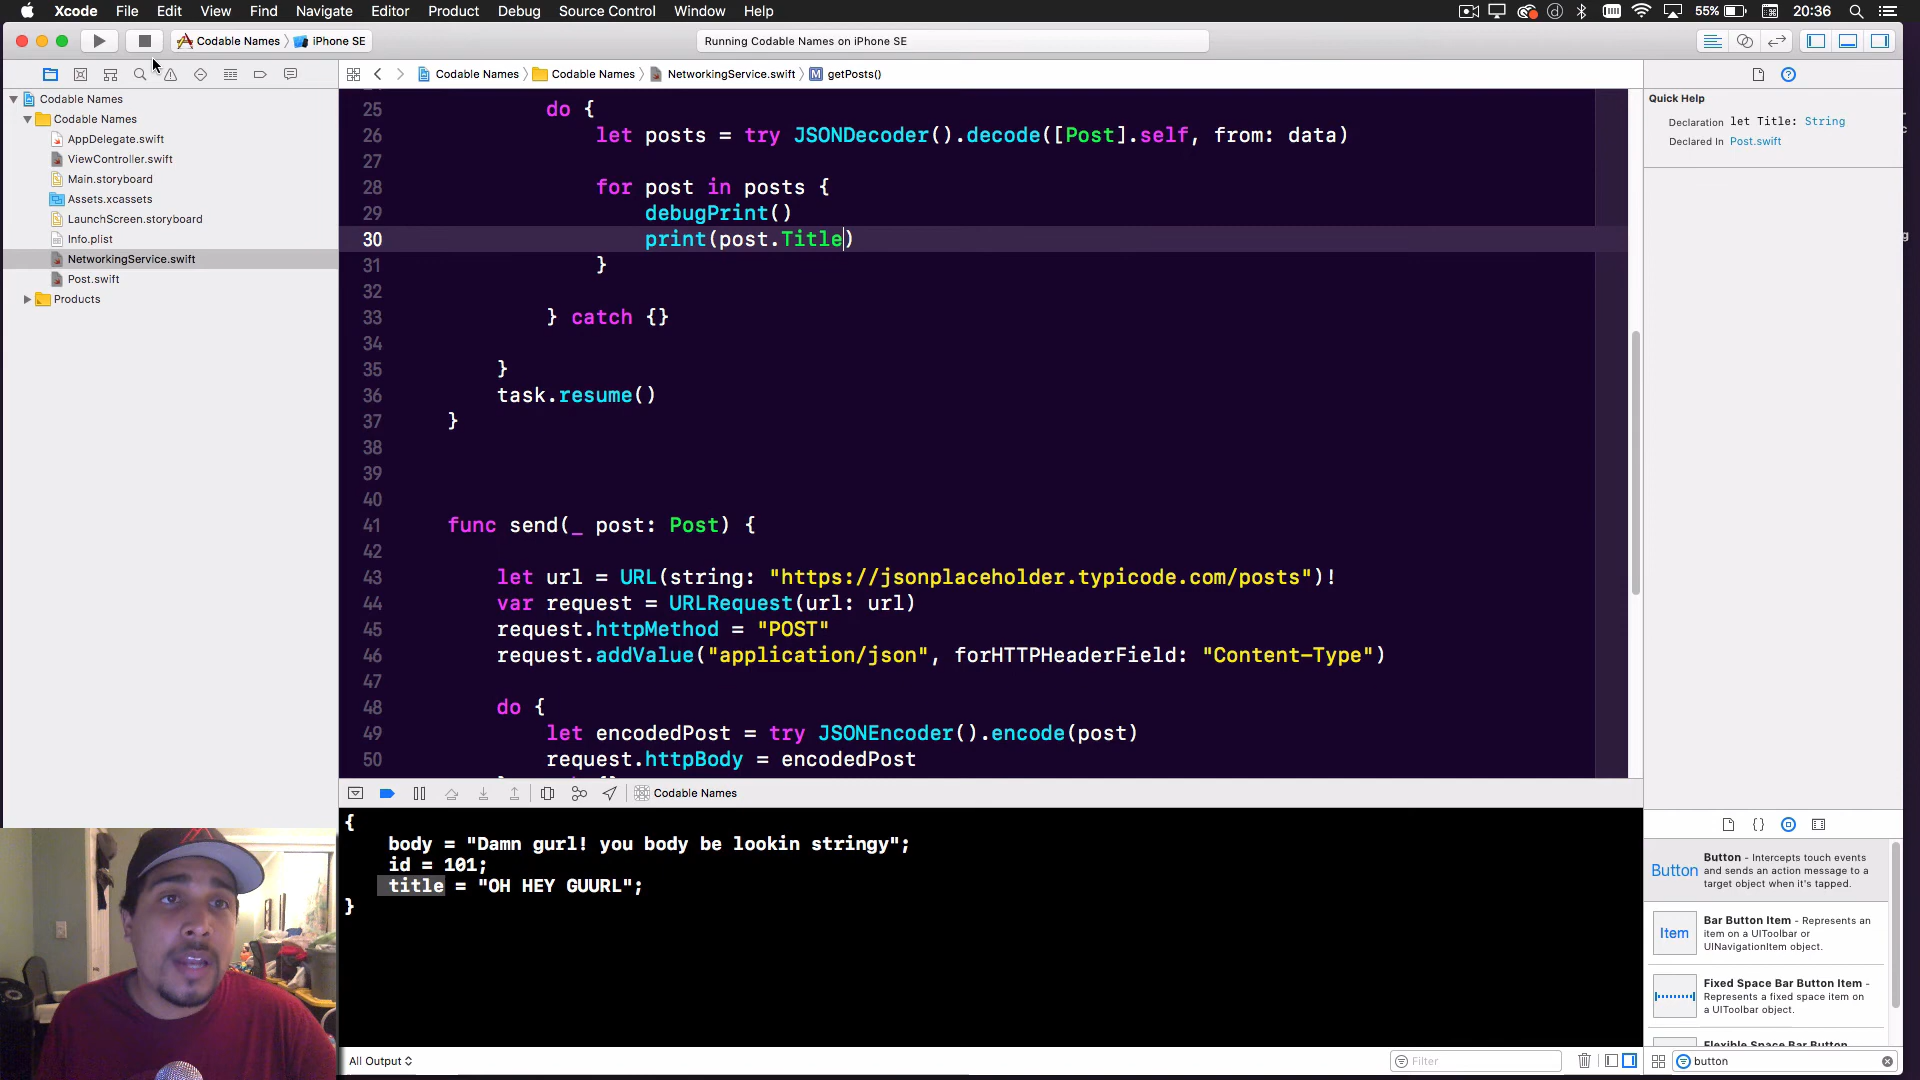 Xcode File Edit View Find Navigate Editor Product Debug Source Control Window Help
55% 20:36
Codable Names iPhone SE
Running Codable Names on iPhone SE
Codable Names Codable Names NetworkingService.swift M getPosts()
Codable Names
Codable Names
AppDelegate.swift
ViewController.swift
Main.storyboard
Assets.xcassets
LaunchScreen.storyboard
Info.plist
NetworkingService.swift
Post.swift
Products
25 do {
26 let posts = try JSONDecoder().decode([Post].self, from: data)
27
28 for post in posts {
29 debugPrint()
30 print(post.Title)
31 }
32
33 } catch {}
34
35 }
36 task.resume()
37 }
38
39
40
41 func send(_ post: Post) {
42
43 let url = URL(string: "https://jsonplaceholder.typicode.com/posts")!
44 var request = URLRequest(url: url)
45 request.httpMethod = "POST"
46 request.addValue("application/json", forHTTPHeaderField: "Content-Type")
47
48 do {
49 let encodedPost = try JSONEncoder().encode(post)
50 request.httpBody = encodedPost
Codable Names
{
body = "Damn gurl! you body be lookin stringy";
id = 101;
title = "OH HEY GUURL";
}
All Output
Filter
Quick Help
Declaration let Title: String
Declared In Post.swift
Button
Button - Intercepts touch events
and sends an action message to a
target object when it's tapped.
Item
Bar Button Item - Represents an
item on a UIToolbar or
UINavigationItem object.
Fixed Space Bar Button Item -
Represents a fixed space item on
a UIToolbar object.
Flexible Space Bar Button
button